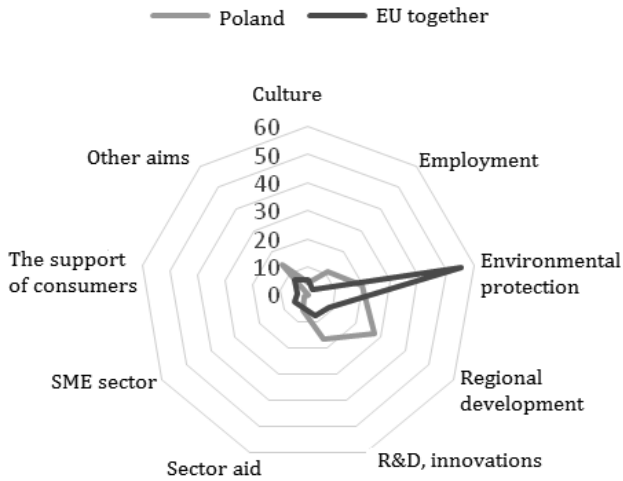 Poland
EU together
Culture
60
50
40
30
20
10
0
Other aims
Employment
The support
of consumers
Environmental
protection
SME sector
Regional
development
Sector aid
R&D, innovations